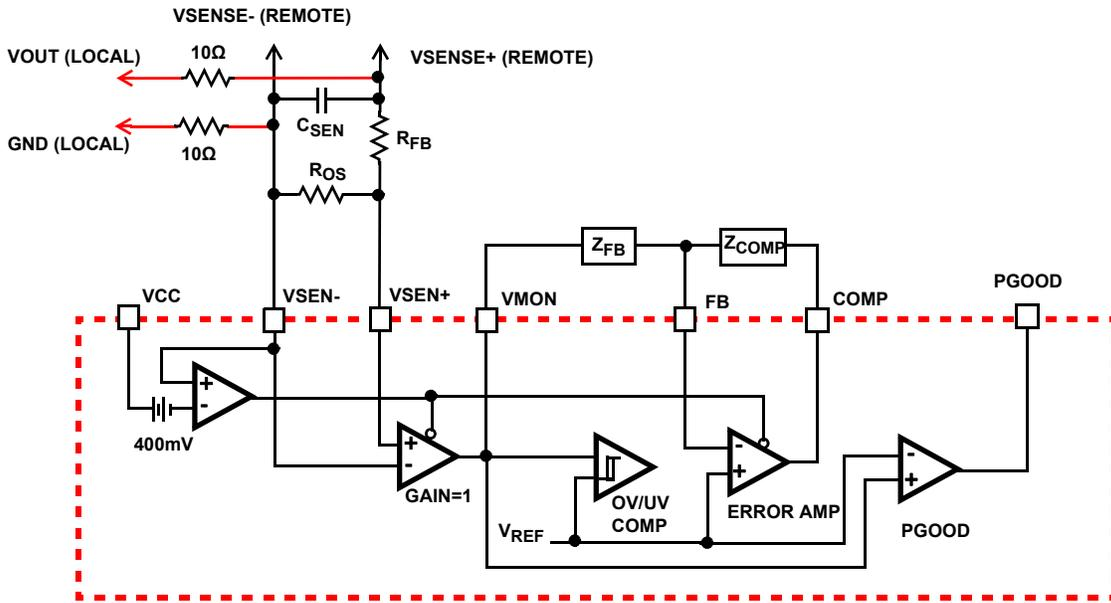 VSENSE- (REMOTE)
VOUT (LOCAL)
10Ω
VSENSE+ (REMOTE)
CSEN
RFB
GND (LOCAL)
10Ω
ROS
ZFB
ZCOMP
VCC
VSEN-
VSEN+
VMON
FB
COMP
PGOOD
+
-
400mV
+
-
GAIN=1
OV/UV
COMP
-
+
ERROR AMP
-
+
PGOOD
VREF